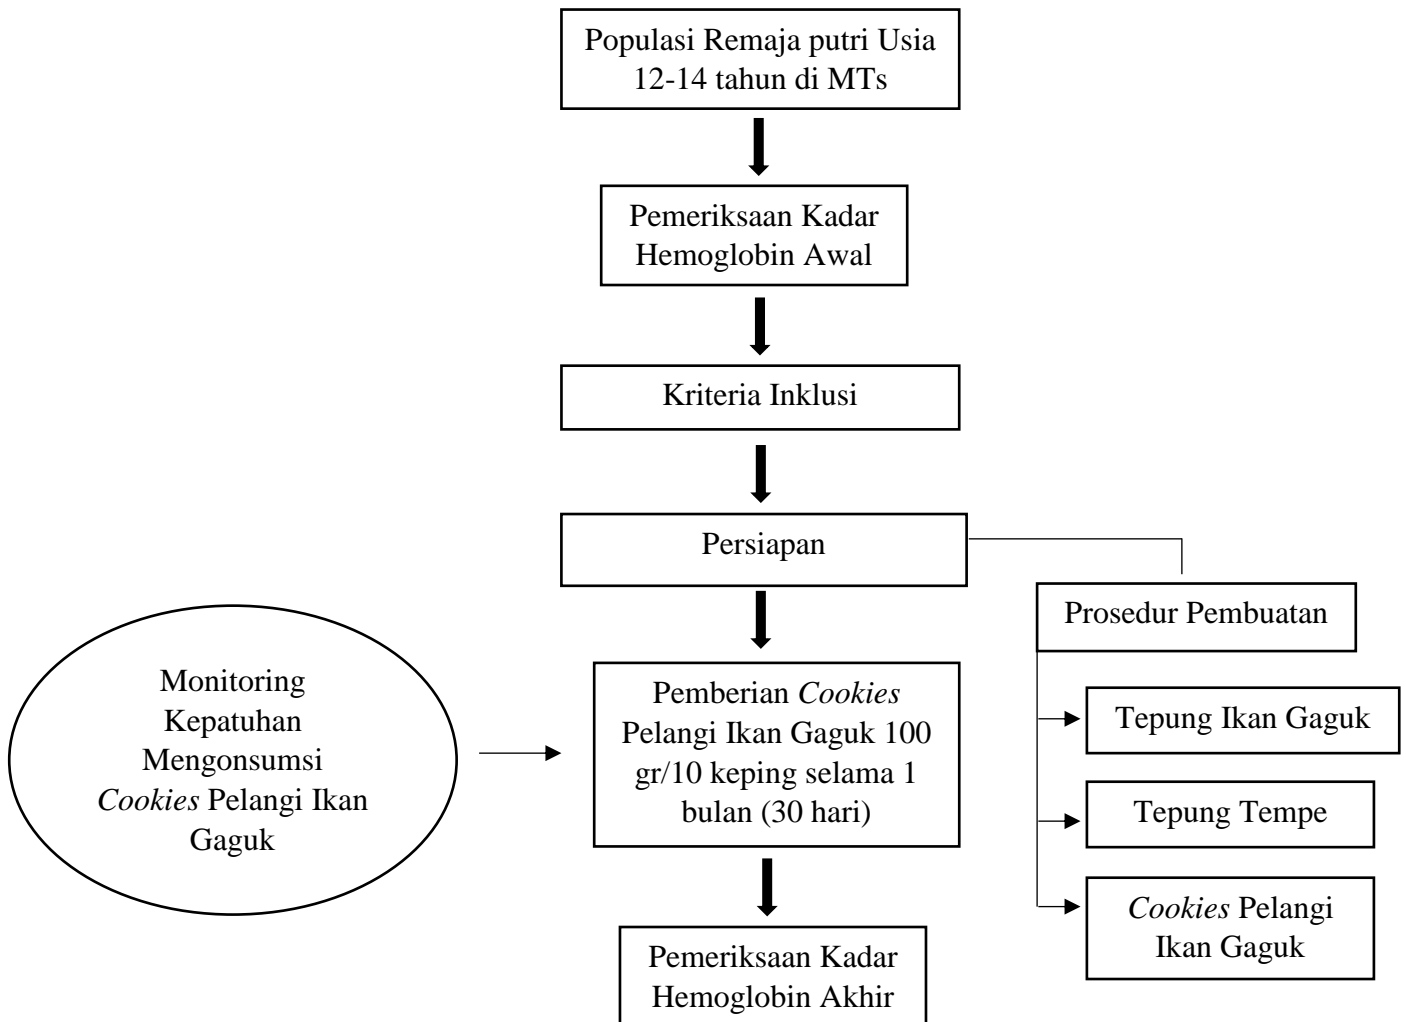 Populasi Remaja putri Usia
12-14 tahun di MTs
Pemeriksaan Kadar
Hemoglobin Awal
Kriteria Inklusi
Persiapan
Prosedur Pembuatan
Monitoring
Kepatuhan
Mengonsumsi
Cookies Pelangi Ikan
Gaguk
Pemberian Cookies
Pelangi Ikan Gaguk 100
gr/10 keping selama 1
bulan (30 hari)
Tepung Ikan Gaguk
Tepung Tempe
Cookies Pelangi
Ikan Gaguk
Pemeriksaan Kadar
Hemoglobin Akhir